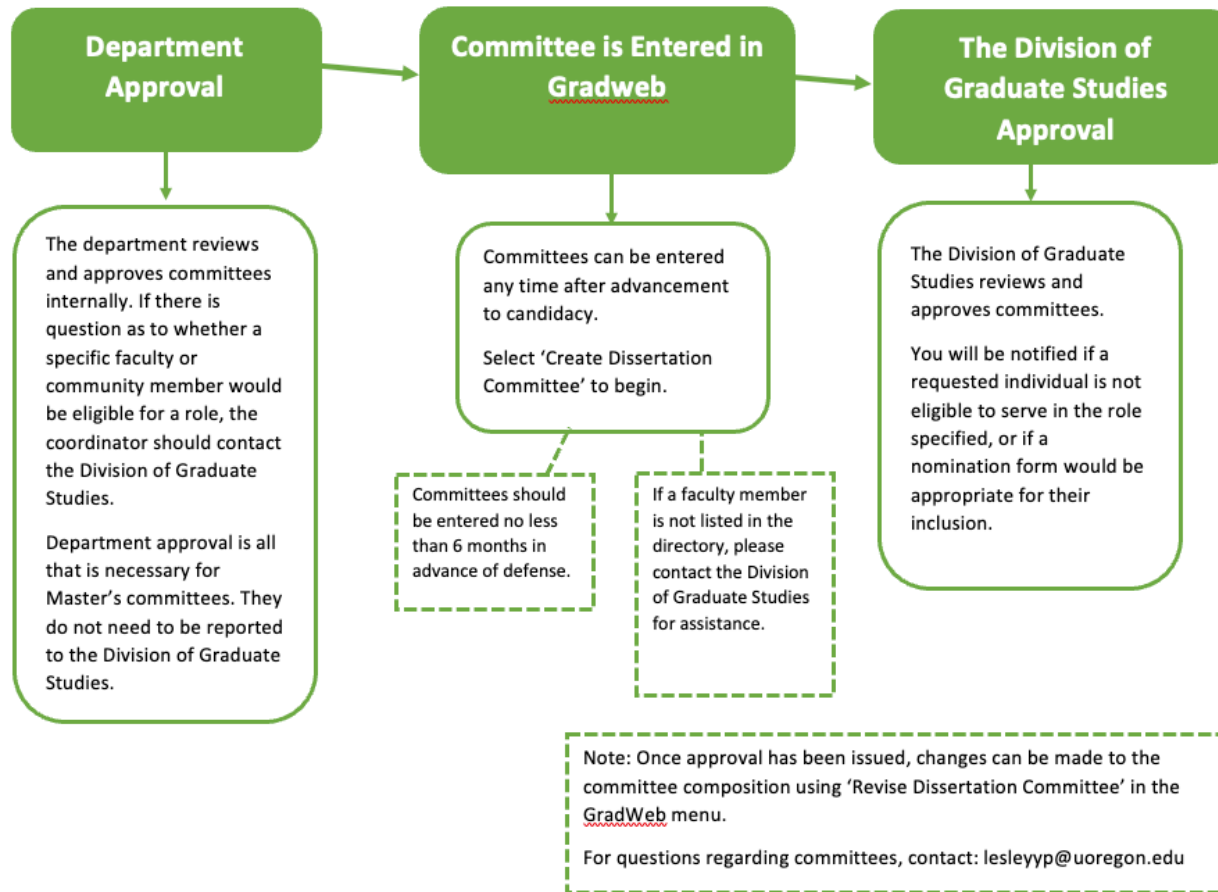 Department
Approval
Committee is Entered in
Gradweb
The Division of
Graduate Studies
Approval
The department reviews
and approves committees
internally. If there is
question as to whether a
specific faculty or
community member would
be eligible for a role, the
coordinator should contact
the Division of Graduate
Studies.
Department approval is all
that is necessary for
Master’s committees. They
do not need to be reported
to the Division of Graduate
Studies.
Committees can be entered
any time after advancement
to candidacy.
Select ‘Create Dissertation
Committee’ to begin.
Committees should
be entered no less
than 6 months in
advance of defense.
If a faculty member
is not listed in the
directory, please
contact the Division
of Graduate Studies
for assistance.
The Division of Graduate
Studies reviews and
approves committees.
You will be notified if a
requested individual is not
eligible to serve in the role
specified, or if a
nomination form would be
appropriate for their
inclusion.
Note: Once approval has been issued, changes can be made to the
committee composition using ‘Revise Dissertation Committee’ in the
GradWeb menu.
For questions regarding committees, contact: lesleyyp@uoregon.edu